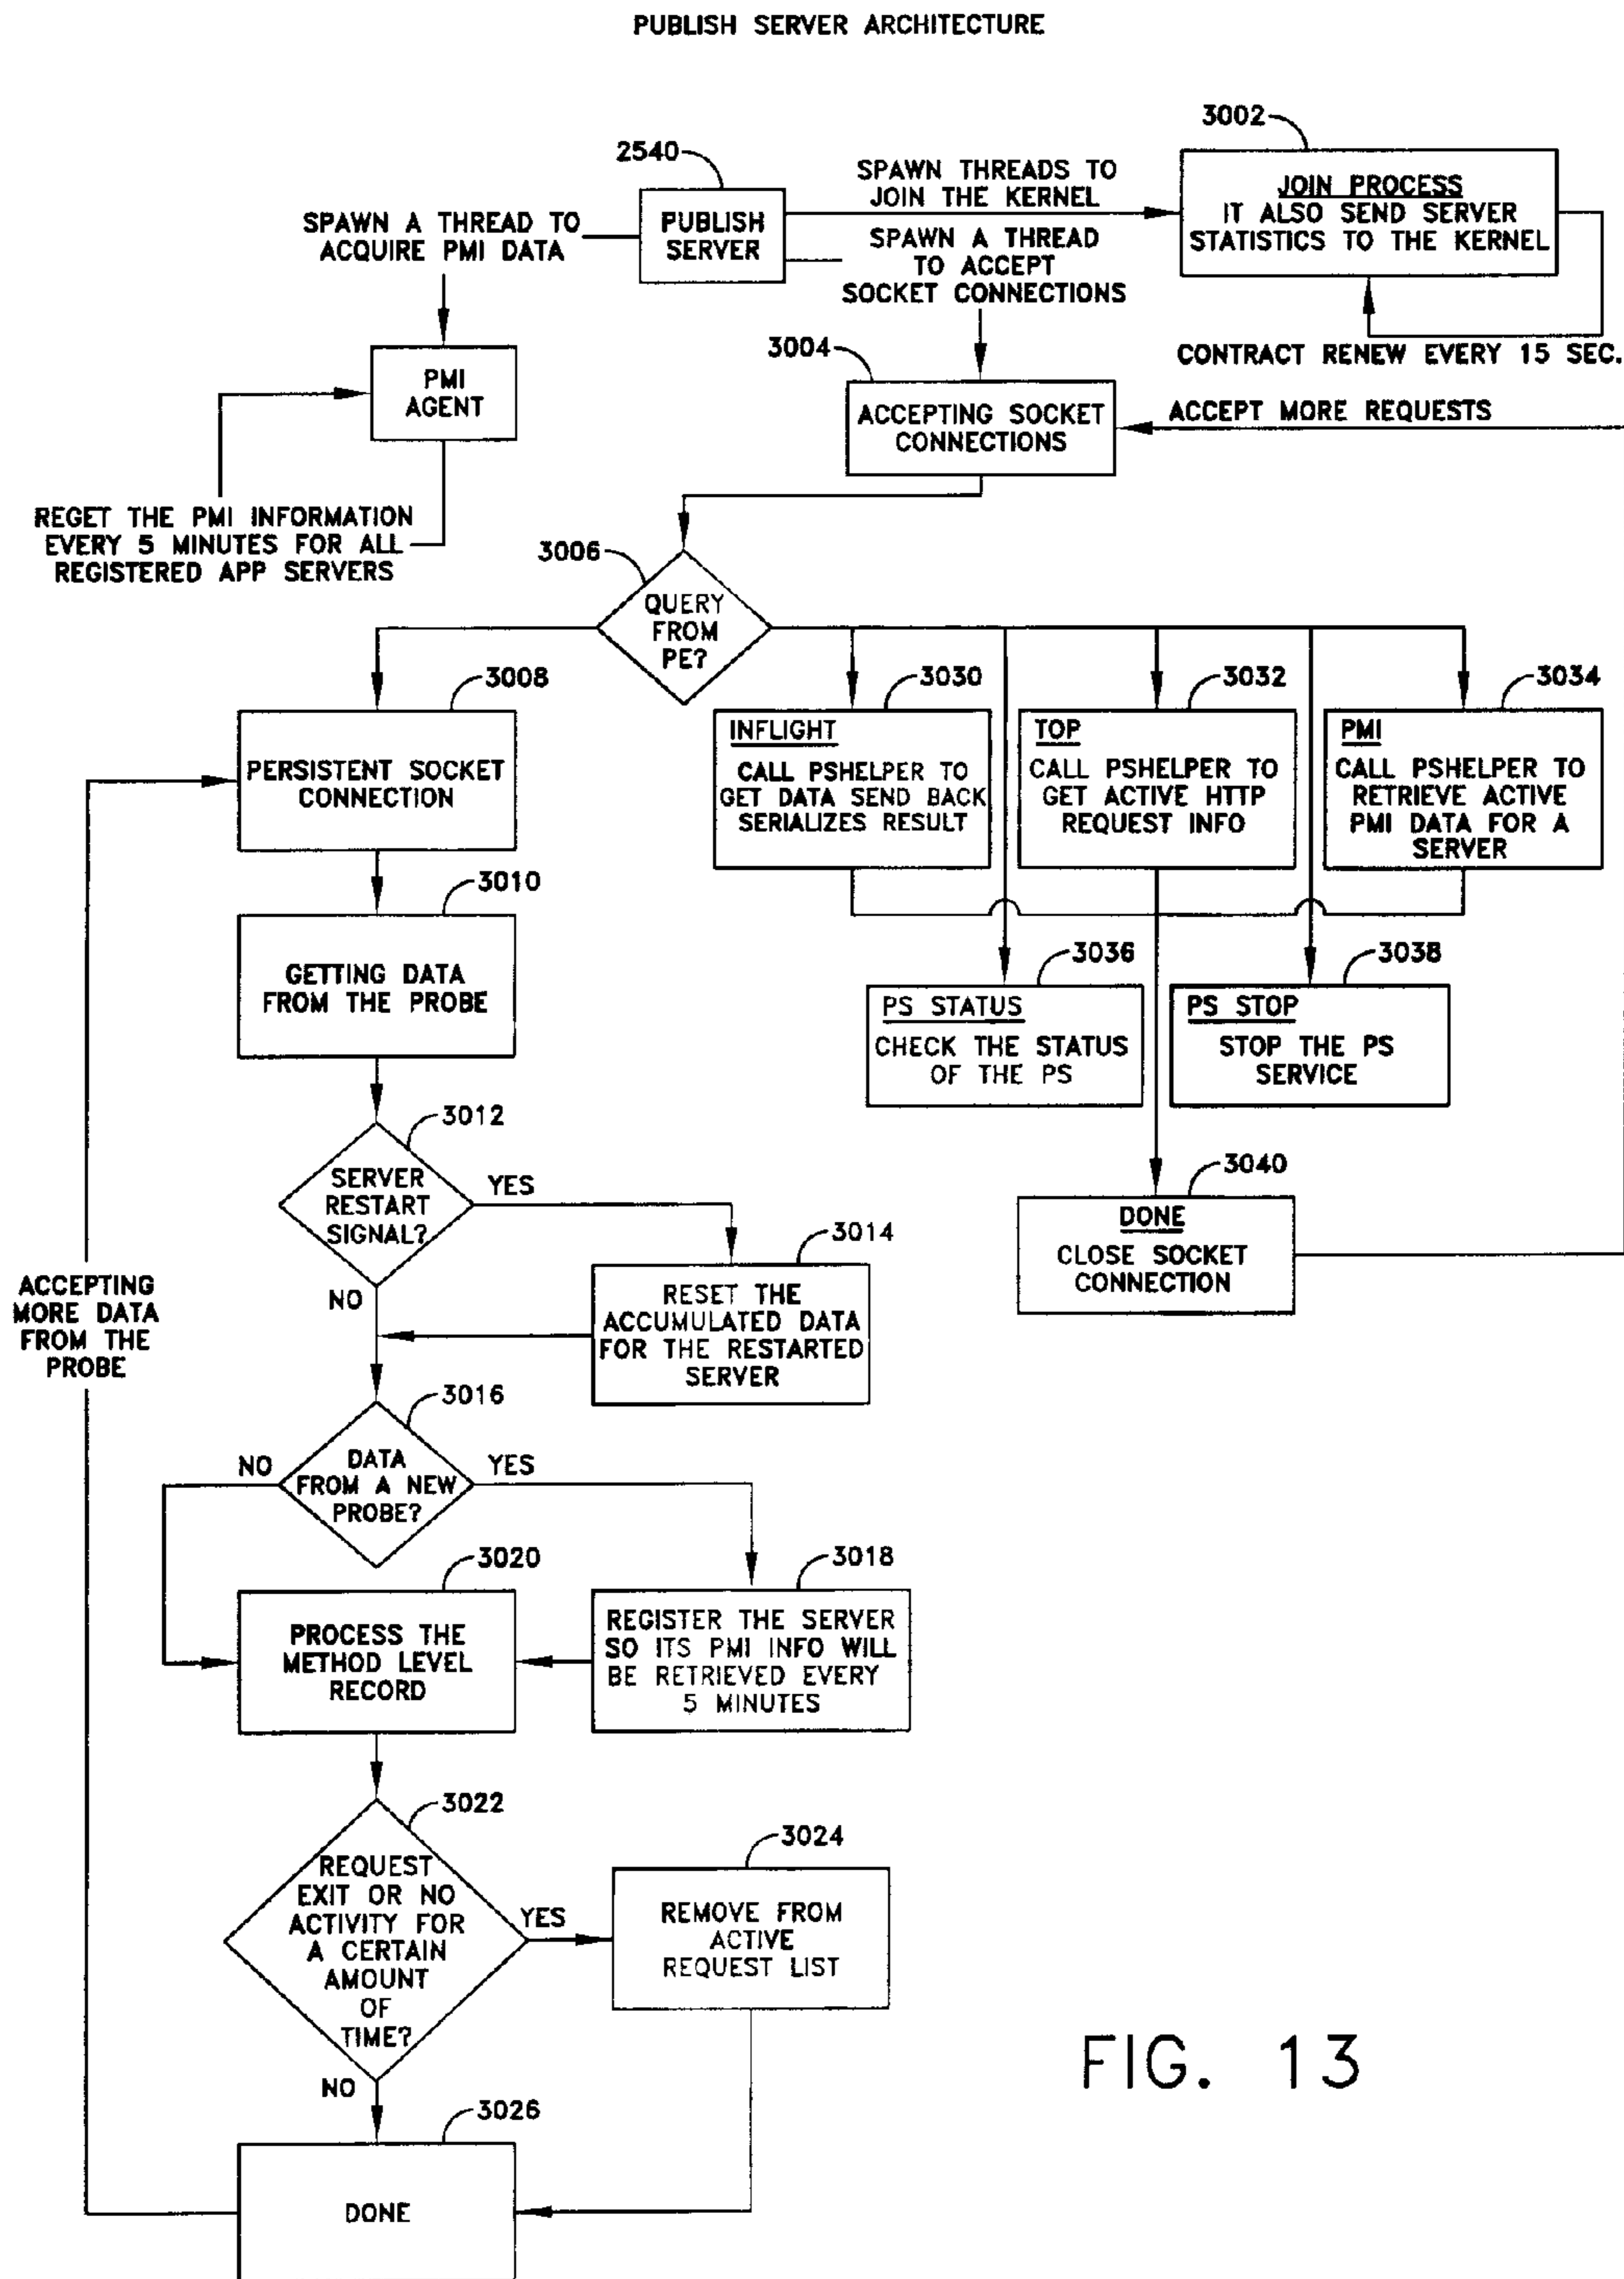 PUBLISH SERVER ARCHITECTURE
3002
2540
SPAWN THREADS TO
JOIN THE KERNEL
JOIN PROCESS
IT ALSO SEND SERVER
STATISTICS TO THE KERNEL
SPAWN A THREAD TO
ACQUIRE PMI DATA
PUBLISH
SERVER
SPAWN A THREAD
TO ACCEPT
SOCKET CONNECTIONS
3004
CONTRACT RENEW EVERY 15 SEC.
PMI
AGENT
ACCEPTING SOCKET
CONNECTIONS
ACCEPT MORE REQUESTS
REGET THE PMI INFORMATION
EVERY 5 MINUTES FOR ALL
REGISTERED APP SERVERS
3006
QUERY
FROM
PE?
3008
3030
3032
3034
PERSISTENT SOCKET
CONNECTION
INFLIGHT
CALL PSHELPER TO
GET DATA SEND BACK
SERIALIZES RESULT
TOP
CALL PSHELPER TO
GET ACTIVE HTTP
REQUEST INFO
PMI
CALL PSHELPER TO
RETRIEVE ACTIVE
PMI DATA FOR A
SERVER
3010
GETTING DATA
FROM THE PROBE
3036
3038
PS STATUS
CHECK THE STATUS
OF THE PS
PS STOP
STOP THE PS
SERVICE
3012
SERVER
RESTART
SIGNAL?
YES
NO
3040
DONE
CLOSE SOCKET
CONNECTION
3014
RESET THE
ACCUMULATED DATA
FOR THE RESTARTED
SERVER
ACCEPTING
MORE DATA
FROM THE
PROBE
3016
DATA
FROM A NEW
PROBE?
NO
YES
3020
3018
PROCESS THE
METHOD LEVEL
RECORD
REGISTER THE SERVER
SO ITS PMI INFO WILL
BE RETRIEVED EVERY
5 MINUTES
3022
REQUEST
EXIT OR NO
ACTIVITY FOR
A CERTAIN
AMOUNT
OF
TIME?
YES
NO
3024
REMOVE FROM
ACTIVE
REQUEST LIST
3026
DONE
FIG. 13